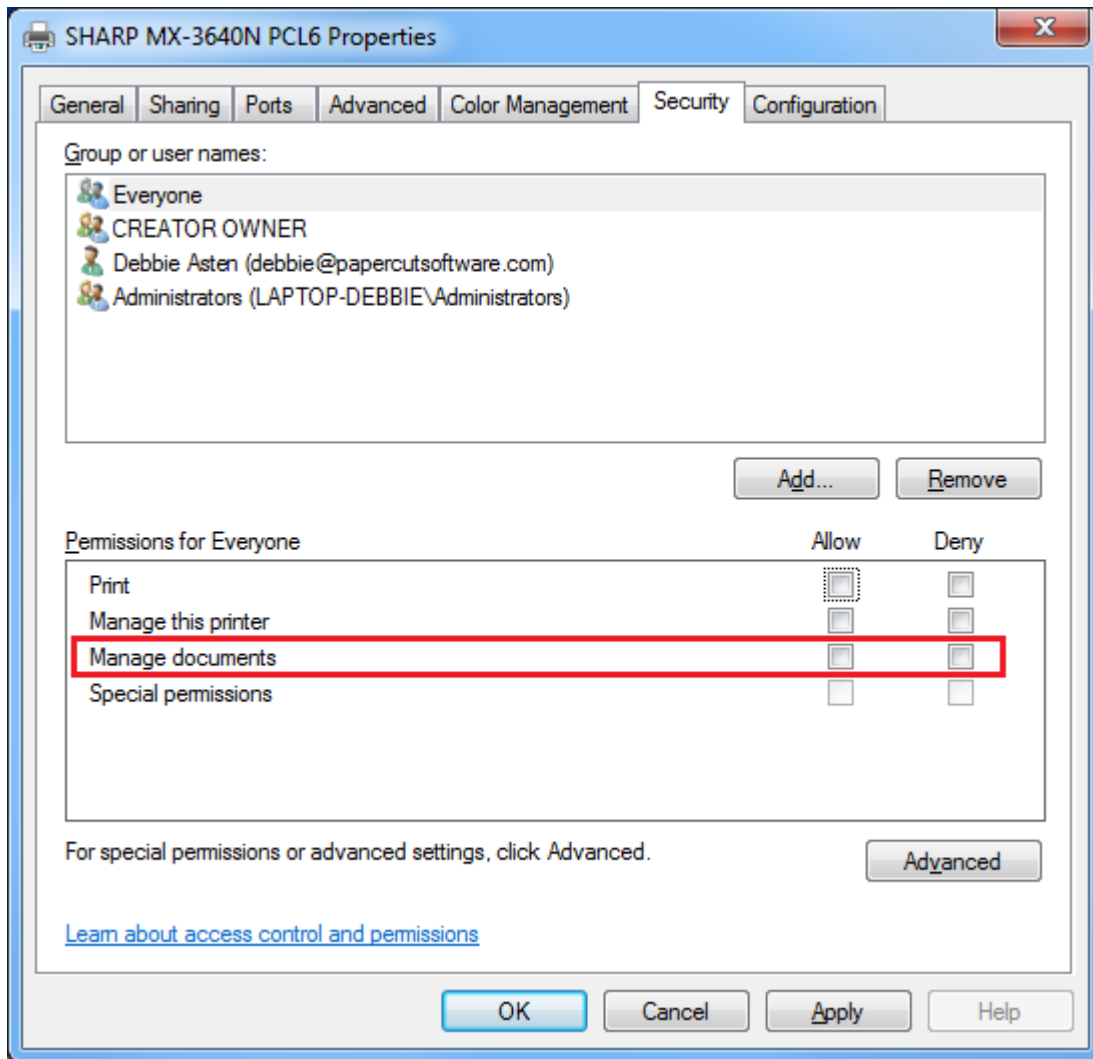 SHARP MX-3640N PCL6 Properties
General Sharing Ports Advanced Color Management Security Configuration
Group or user names:
Everyone
CREATOR OWNER
Debbie Asten (debbie@papercutsoftware.com)
Administrators (LAPTOP-DEBBIE\Administrators)
Add... Remove
Permissions for Everyone Allow Deny
Print
Manage this printer
Manage documents
Special permissions
For special permissions or advanced settings, click Advanced.
Advanced
Learn about access control and permissions
OK Cancel Apply Help